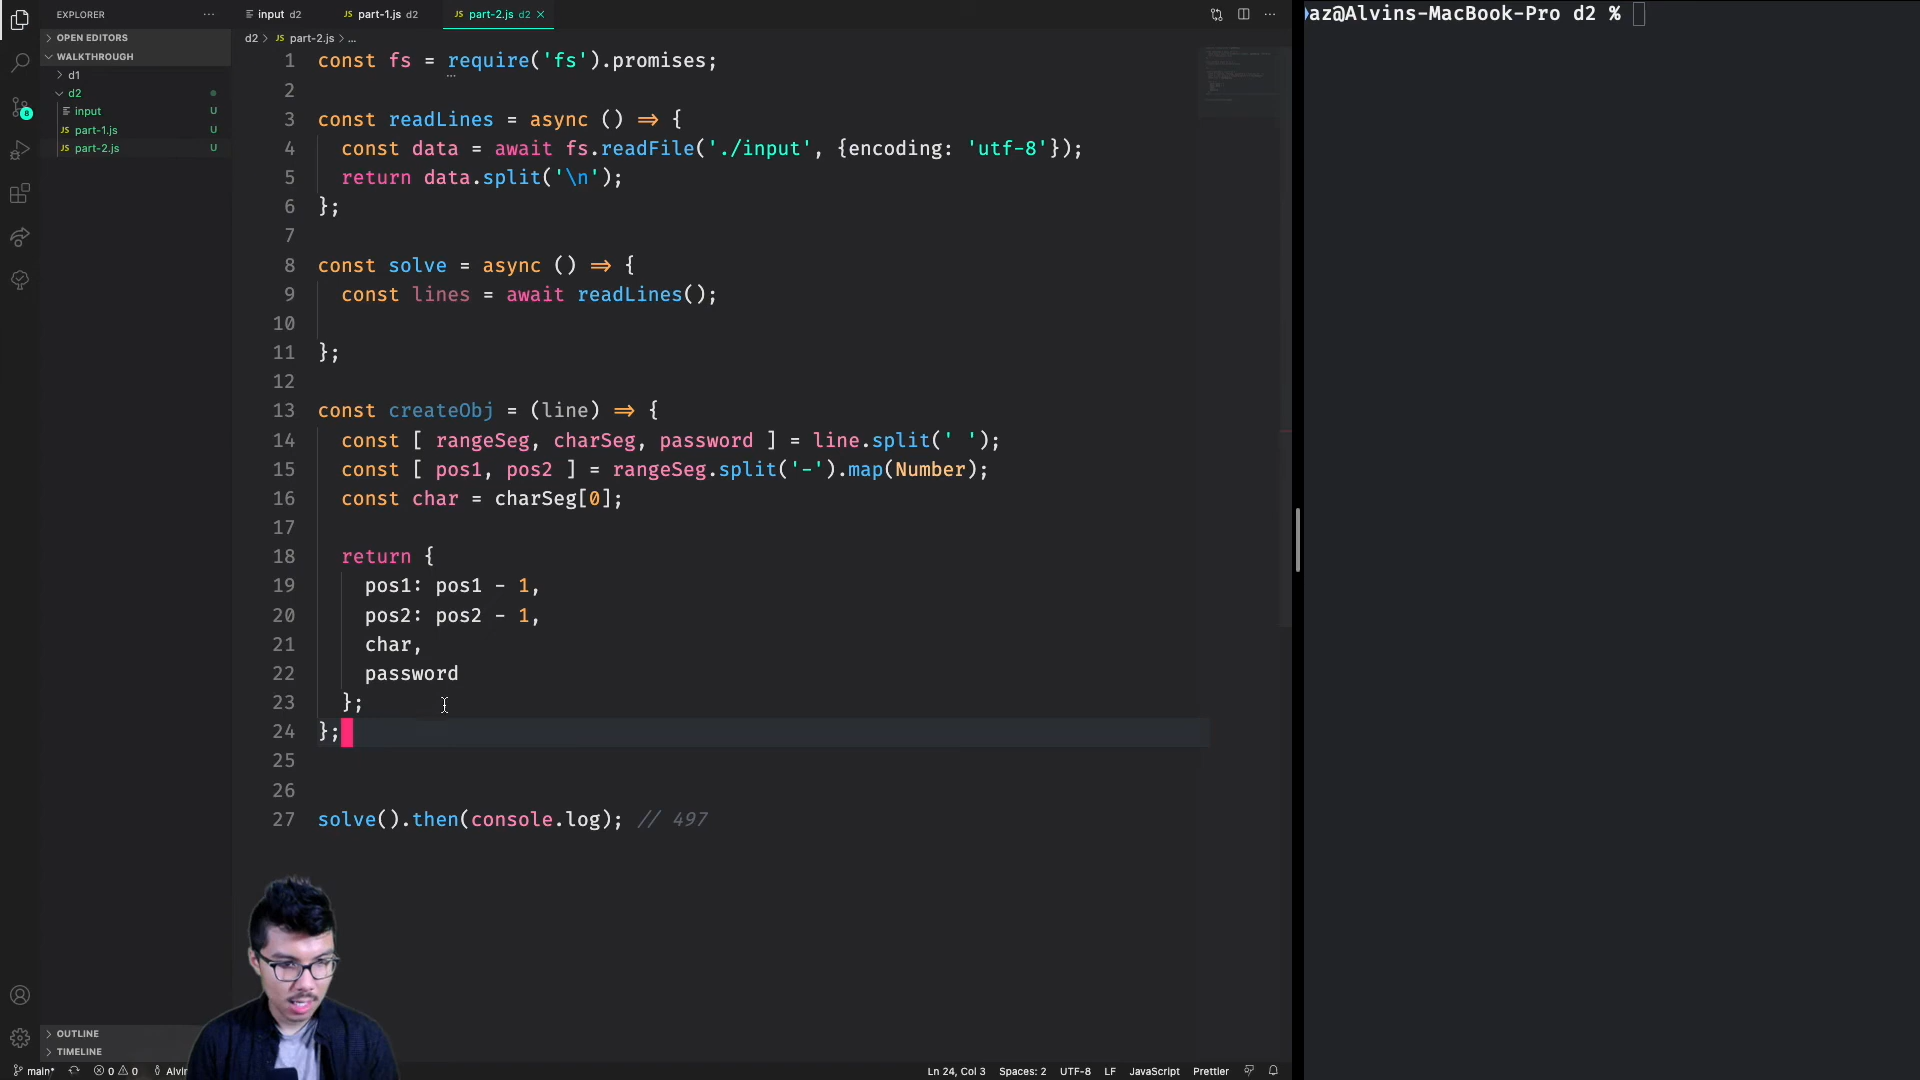 EXPLORER
OPEN EDITORS
WALKTHROUGH
d1
d2
input U
JS part-1.js U
JS part-2.js U
8
input d2
JS part-1.js d2
JS part-2.js d2
d2 > JS part-2.js > ...
1 const fs = require('fs').promises;
2
3 const readLines = async () => {
4 const data = await fs.readFile('./input', {encoding: 'utf-8'});
5 return data.split('\n');
6 };
7
8 const solve = async () => {
9 const lines = await readLines();
10
11 };
12
13 const createObj = (line) => {
14 const [ rangeSeg, charSeg, password ] = line.split(' ');
15 const [ pos1, pos2 ] = rangeSeg.split('-').map(Number);
16 const char = charSeg[0];
17
18 return {
19 pos1: pos1 - 1,
20 pos2: pos2 - 1,
21 char,
22 password
23 };
24 };
25
26
27 solve().then(console.log); // 497
az@Alvins-MacBook-Pro d2 %
OUTLINE
TIMELINE
main* 0 0 Alvin
Ln 24, Col 3 Spaces: 2 UTF-8 LF JavaScript Prettier